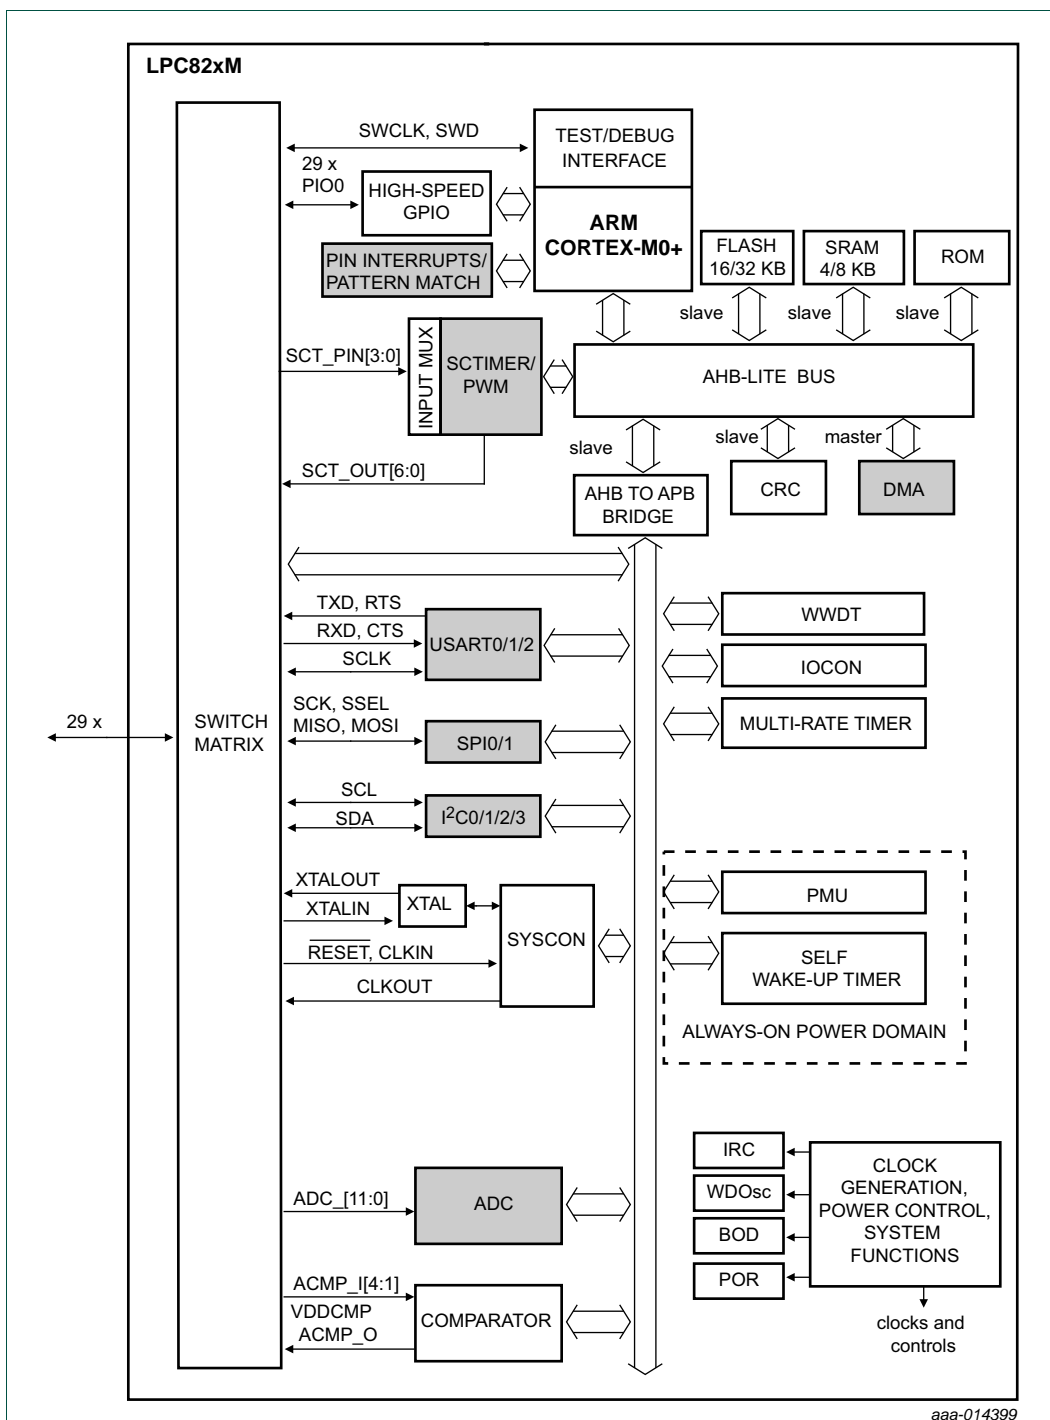 LPC82xM
SWCLK, SWD
TEST/DEBUG
INTERFACE
29 x
PIO0
HIGH-SPEED
GPIO
ARM
CORTEX-M0+
PIN INTERRUPTS/
PATTERN MATCH
FLASH
16/32 KB
SRAM
4/8 KB
ROM
slave
slave
slave
SCT_PIN[3:0]
INPUT MUX
SCTIMER/
PWM
AHB-LITE BUS
slave
slave
master
SCT_OUT[6:0]
AHB TO APB
BRIDGE
CRC
DMA
TXD, RTS
RXD, CTS
SCLK
USART0/1/2
WWDT
IOCON
MULTI-RATE TIMER
29 x
SWITCH
MATRIX
SCK, SSEL
MISO, MOSI
SPI0/1
SCL
SDA
I2C0/1/2/3
XTALOUT
XTALIN
XTAL
RESET, CLKIN
CLKOUT
SYSCON
PMU
SELF
WAKE-UP TIMER
ALWAYS-ON POWER DOMAIN
IRC
WDOsc
BOD
POR
CLOCK
GENERATION,
POWER CONTROL,
SYSTEM
FUNCTIONS
clocks and
controls
ADC_[11:0]
ADC
ACMP_I[4:1]
VDDCMP
ACMP_O
COMPARATOR
aaa-014399